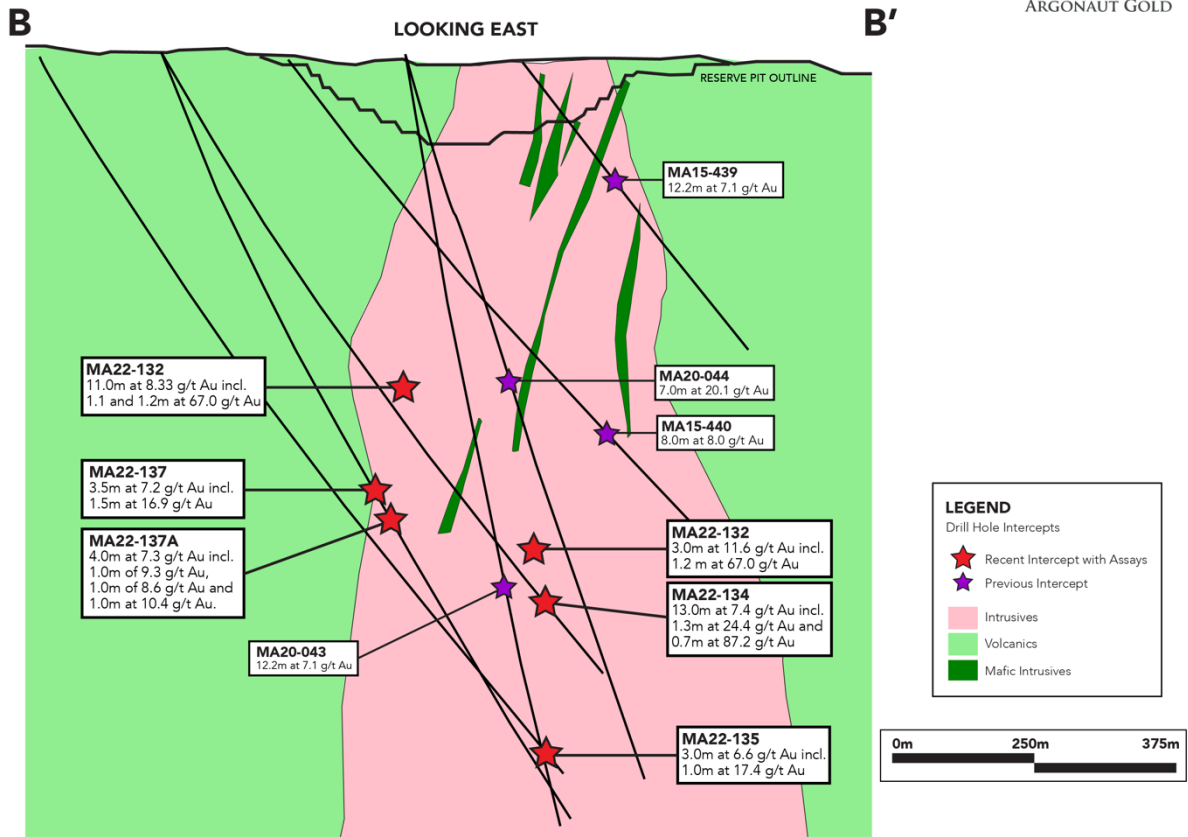 B
LOOKING EAST
B'
ARGONAUT GOLD
RESERVE PIT OUTLINE
MA15-439
12.2m at 7.1 g/t Au
MA22-132
11.0m at 8.33 g/t Au incl.
1.1 and 1.2m at 67.0 g/t Au
MA20-044
7.0m at 20.1 g/t Au
MA15-440
8.0m at 8.0 g/t Au
MA22-137
3.5m at 7.2 g/t Au incl.
1.5m at 16.9 g/t Au
MA22-137A
4.0m at 7.3 g/t Au incl.
1.0m of 9.3 g/t Au,
1.0m of 8.6 g/t Au and
1.0m at 10.4 g/t Au.
MA22-132
3.0m at 11.6 g/t Au incl.
1.2 m at 67.0 g/t Au
MA22-134
13.0m at 7.4 g/t Au incl.
1.3m at 24.4 g/t Au and
0.7m at 87.2 g/t Au
MA20-043
12.2m at 7.1 g/t Au
MA22-135
3.0m at 6.6 g/t Au incl.
1.0m at 17.4 g/t Au
LEGEND
Drill Hole Intercepts
Recent Intercept with Assays
Previous Intercept
Intrusives
Volcanics
Mafic Intrusives
0m 250m 375m